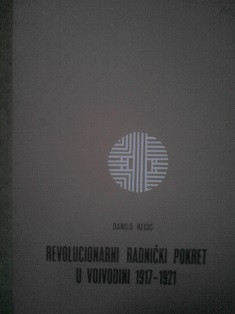 DANILO KECIĆ
REVOLUCIONARNI RADNIČKI POKRET
U VOJVODINI 1917-1921